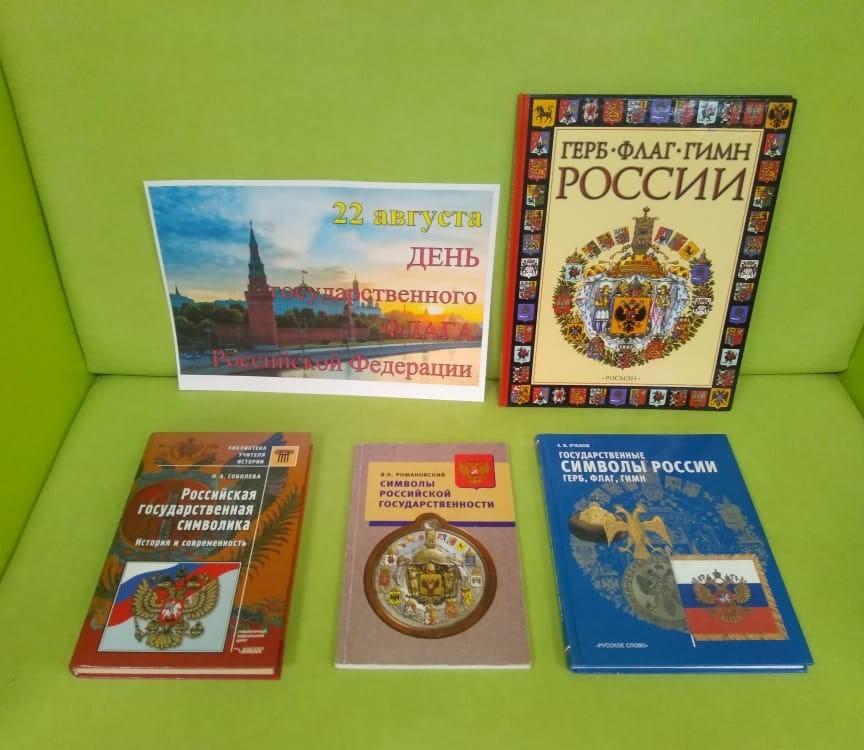 22 августа
ДЕНЬ
государственного
ФЛАГА
Российской Федерации
ГЕРБ·ФЛАГ·ГИМН
РОССИИ
·РОСМЭН·
БИБЛИОТЕКА
УЧИТЕЛЯ
ИСТОРИИ
Н. А. СОБОЛЕВА
Российская
государственная
символика
История и современность
В.К. РОМАНОВСКИЙ
СИМВОЛЫ
РОССИЙСКОЙ
ГОСУДАРСТВЕННОСТИ
Е. В. ПЧЕЛОВ
ГОСУДАРСТВЕННЫЕ
СИМВОЛЫ РОССИИ
ГЕРБ, ФЛАГ, ГИМН
«РУССКОЕ СЛОВО»